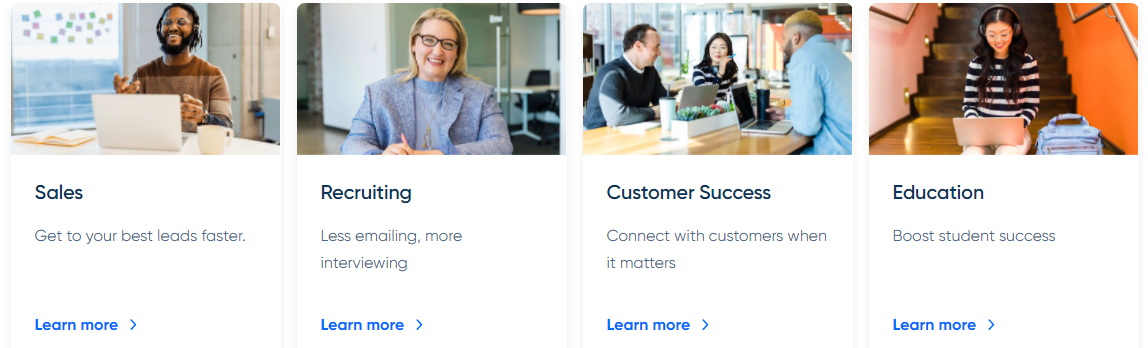 Sales
Get to your best leads faster.
Learn more
Recruiting
Less emailing, more
interviewing
Learn more
Customer Success
Connect with customers when
it matters
Learn more
Education
Boost student success
Learn more